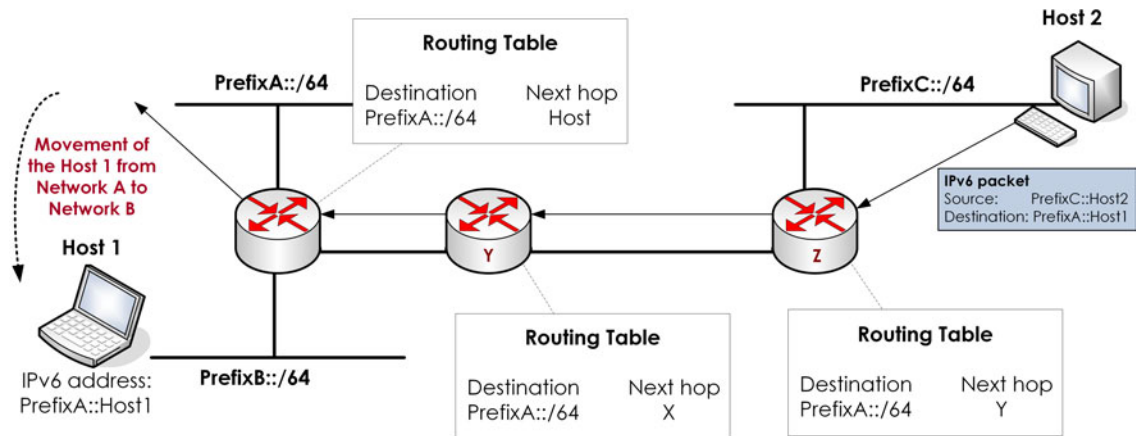 Host 2
Routing Table
Destination Next hop
PrefixA::/64 Host
PrefixA::/64
PrefixC::/64
Movement of
the Host 1 from
Network A to
Network B
IPv6 packet
Source: PrefixC::Host2
Destination: PrefixA::Host1
Host 1
Y
Z
IPv6 address:
PrefixA::Host1
PrefixB::/64
Routing Table
Destination Next hop
PrefixA::/64 X
Routing Table
Destination Next hop
PrefixA::/64 Y